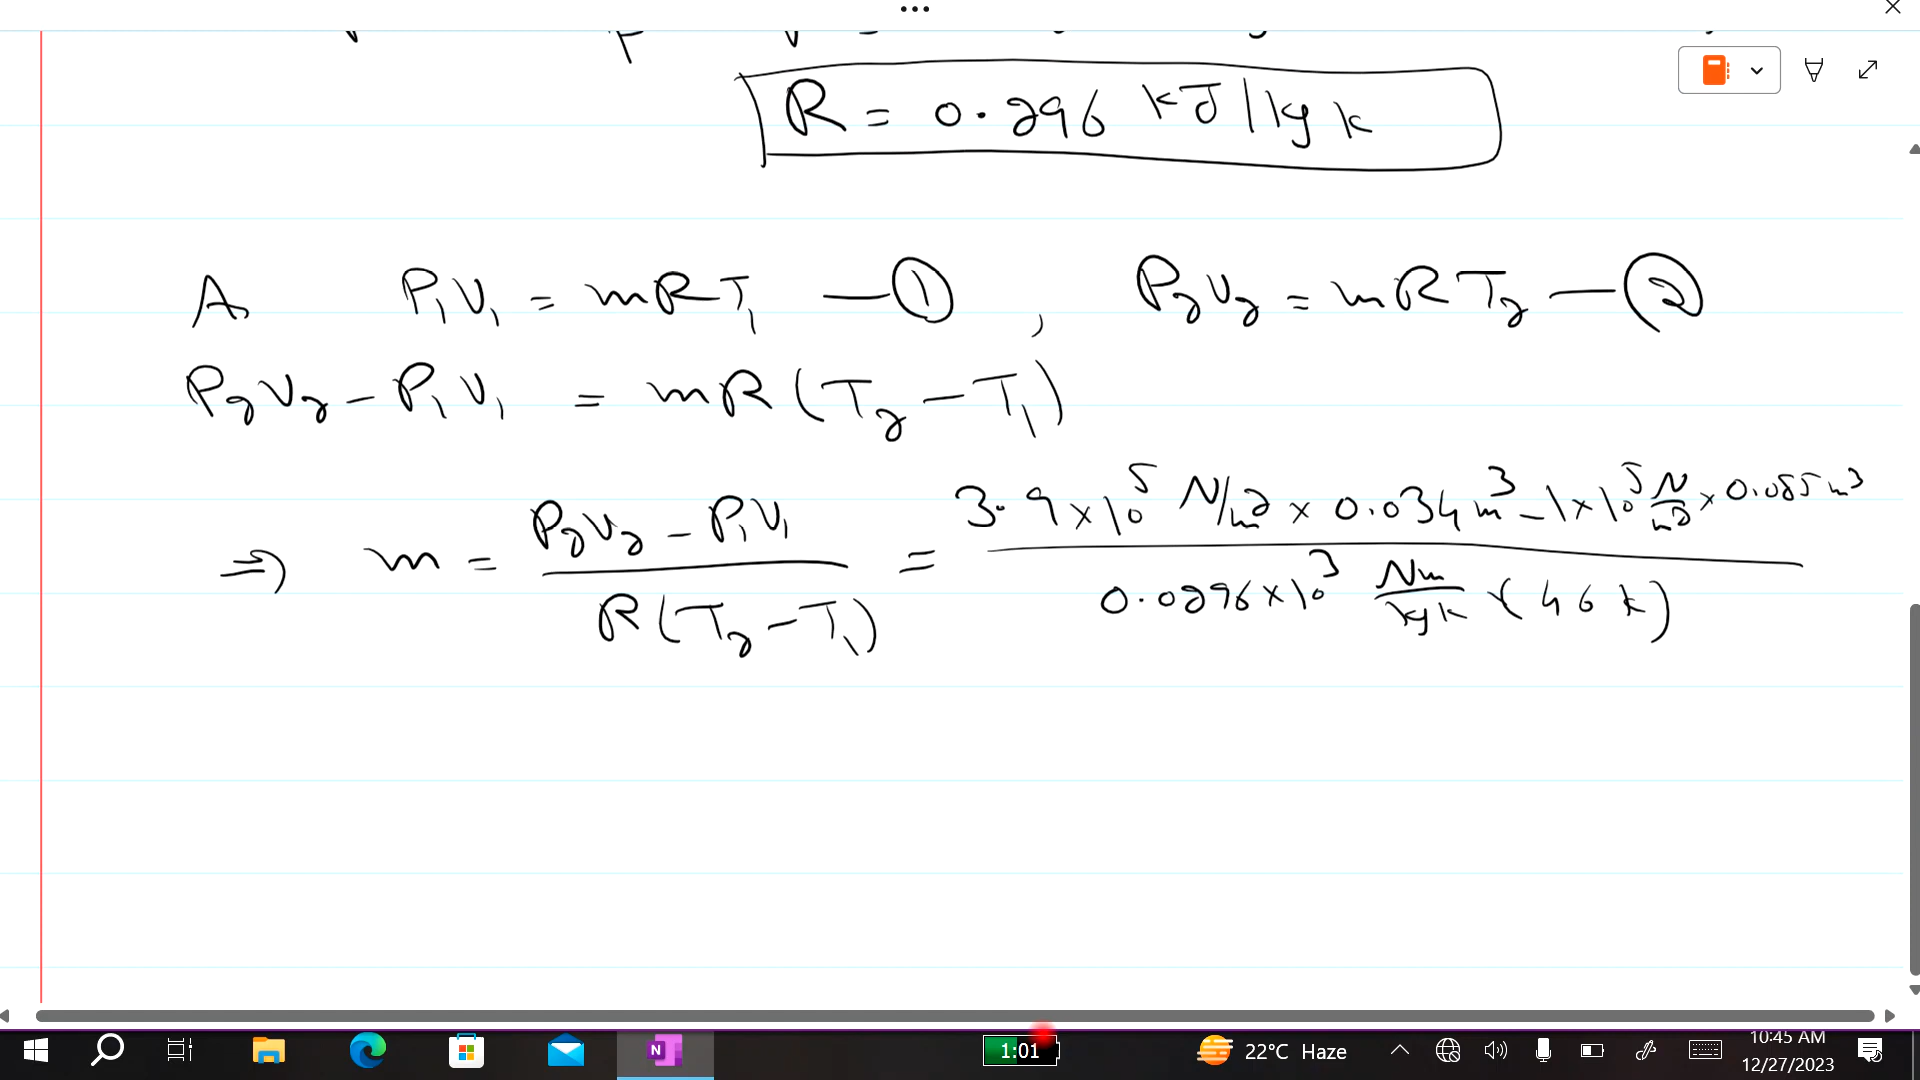 R = 0.296 kJ/kg k
As P₁V₁ = mRT₁ — ① , P₂V₂ = mRT₂ — ②
P₂V₂ - P₁V₁ = mR(T₂ - T₁)
⇒ m = (P₂V₂ - P₁V₁) / (R(T₂ - T₁)) = (3.9 × 10⁵ N/m² × 0.034 m³ - 1 × 10⁵ N/m² × 0.085 m³) / (0.0296 × 10³ Nm/kgk × (46 k))
1:01
22°C Haze
10:45 AM
12/27/2023